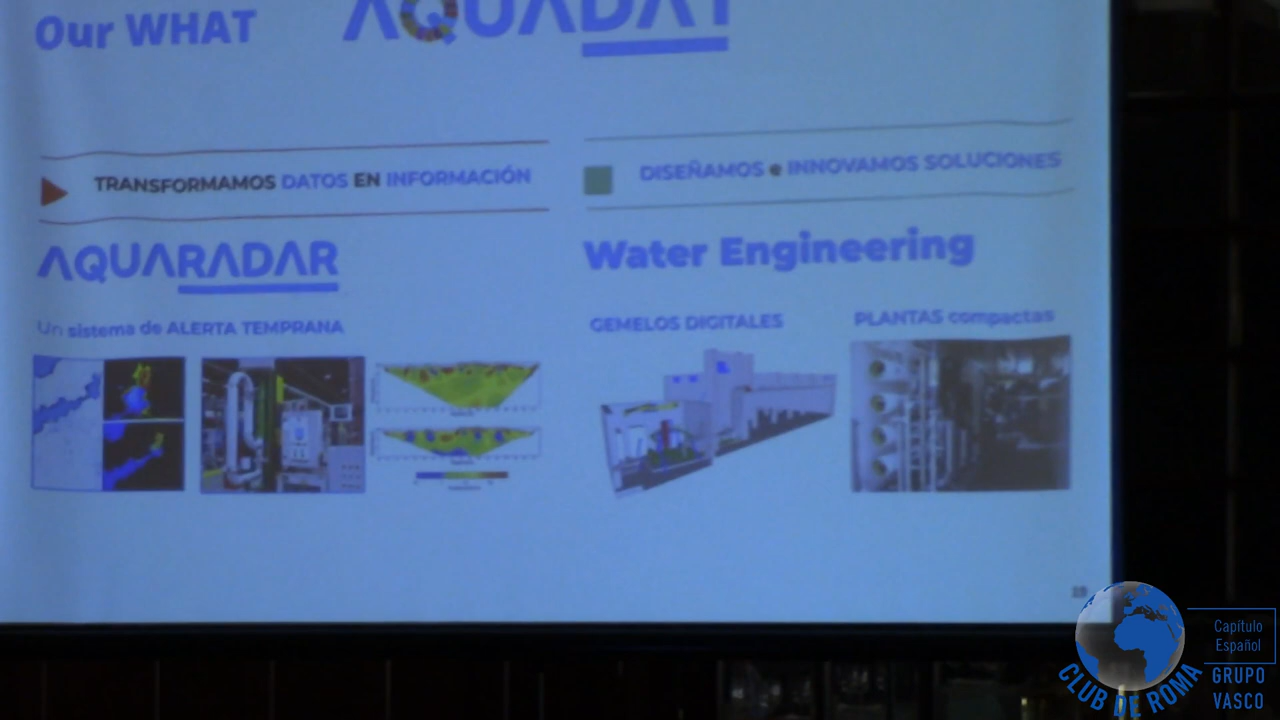 Our WHAT
AQUADAT
TRANSFORMAMOS DATOS EN INFORMACIÓN
DISEÑAMOS e INNOVAMOS SOLUCIONES
AQUARADAR
Water Engineering
Un sistema de ALERTA TEMPRANA
GEMELOS DIGITALES
PLANTAS compactas
Capítulo
Español
GRUPO
VASCO
CLUB DE ROMA